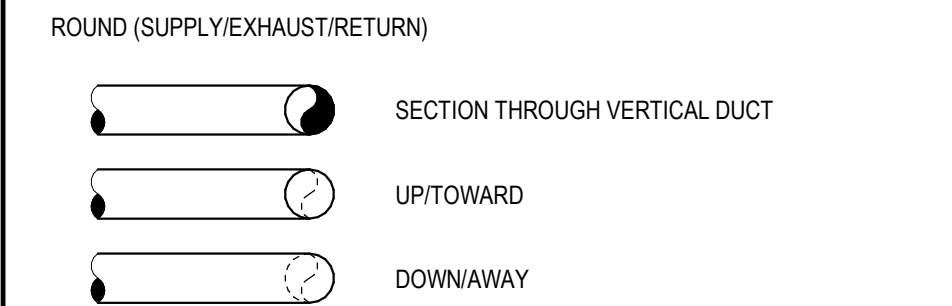 ROUND (SUPPLY/EXHAUST/RETURN)
SECTION THROUGH VERTICAL DUCT
UP/TOWARD
DOWN/AWAY